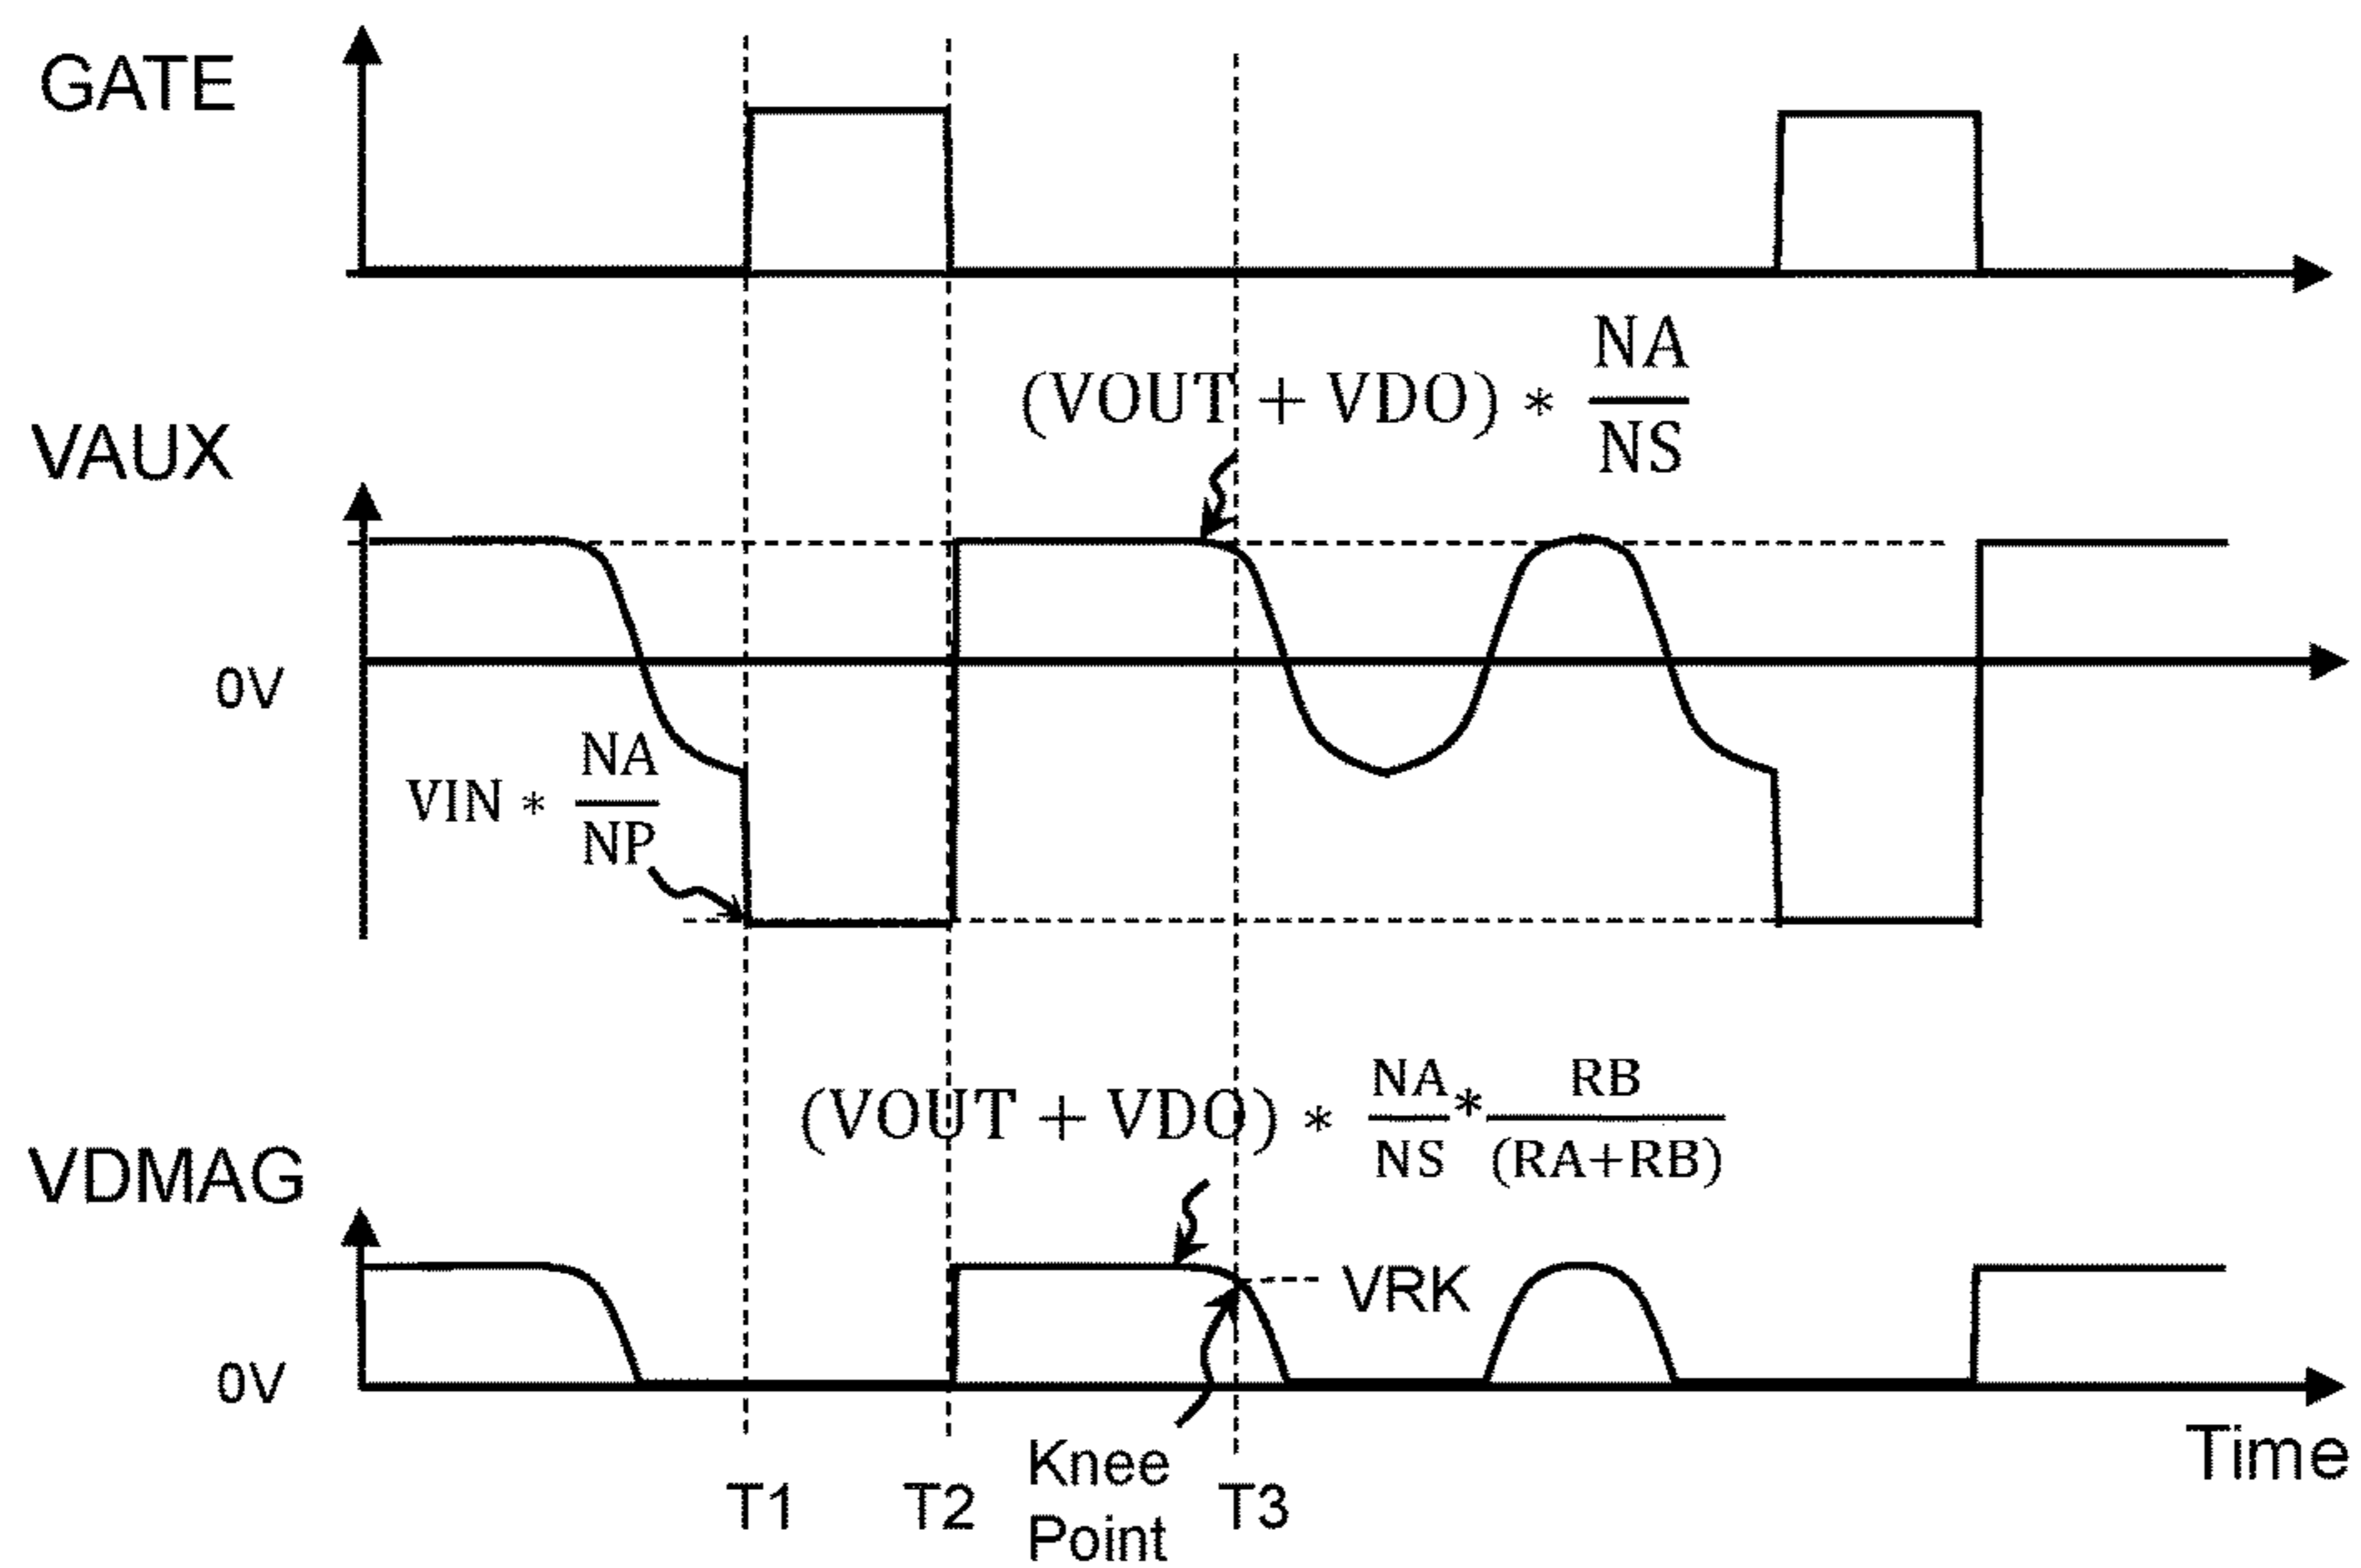 GATE
(VOUT + VDO) * NA/NS
VAUX
0V
VIN * NA/NP
(VOUT + VDO) * NA/NS * RB/(RA+RB)
VDMAG
VRK
0V
Time
Knee
Point
T1 T2 T3